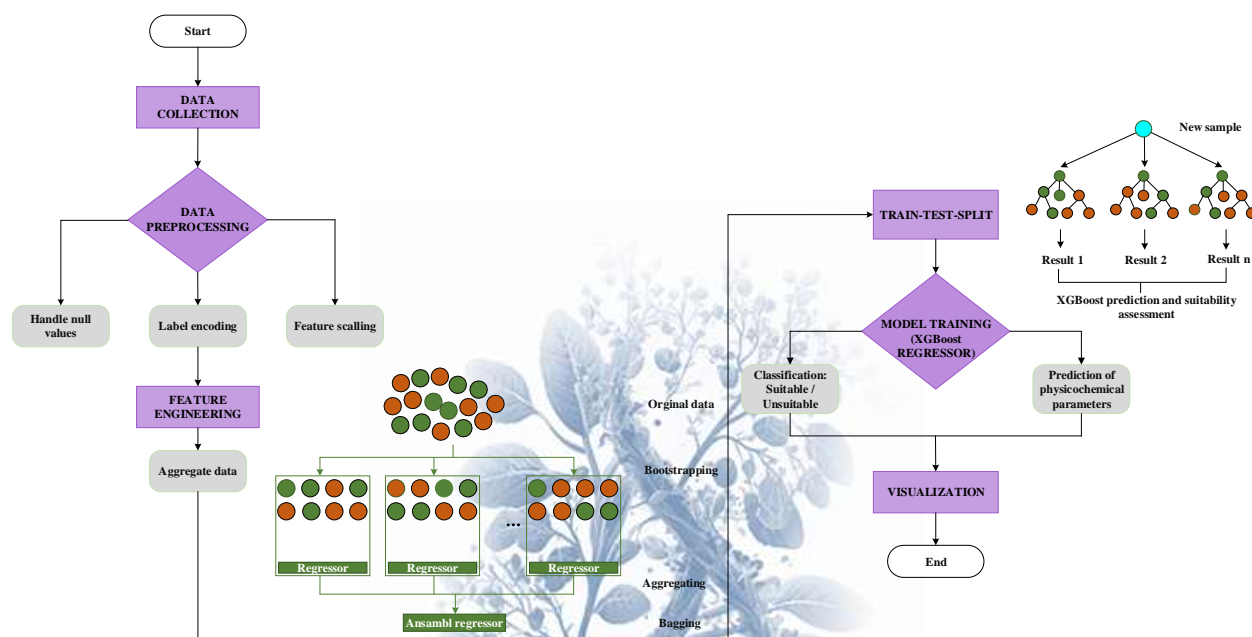 Start
DATA
COLLECTION
DATA
PREPROCESSING
Handle null
values
Label encoding
Feature scalling
FEATURE
ENGINEERING
Aggregate data
Orginal data
Bootstrapping
...
Regressor
Regressor
Regressor
Aggregating
Ansambl regressor
Bagging
TRAIN-TEST-SPLIT
MODEL TRAINING
(XGBoost
REGRESSOR)
Classification:
Suitable /
Unsuitable
Prediction of
physicochemical
parameters
VISUALIZATION
End
New sample
Result 1
Result 2
Result n
XGBoost prediction and suitability
assessment